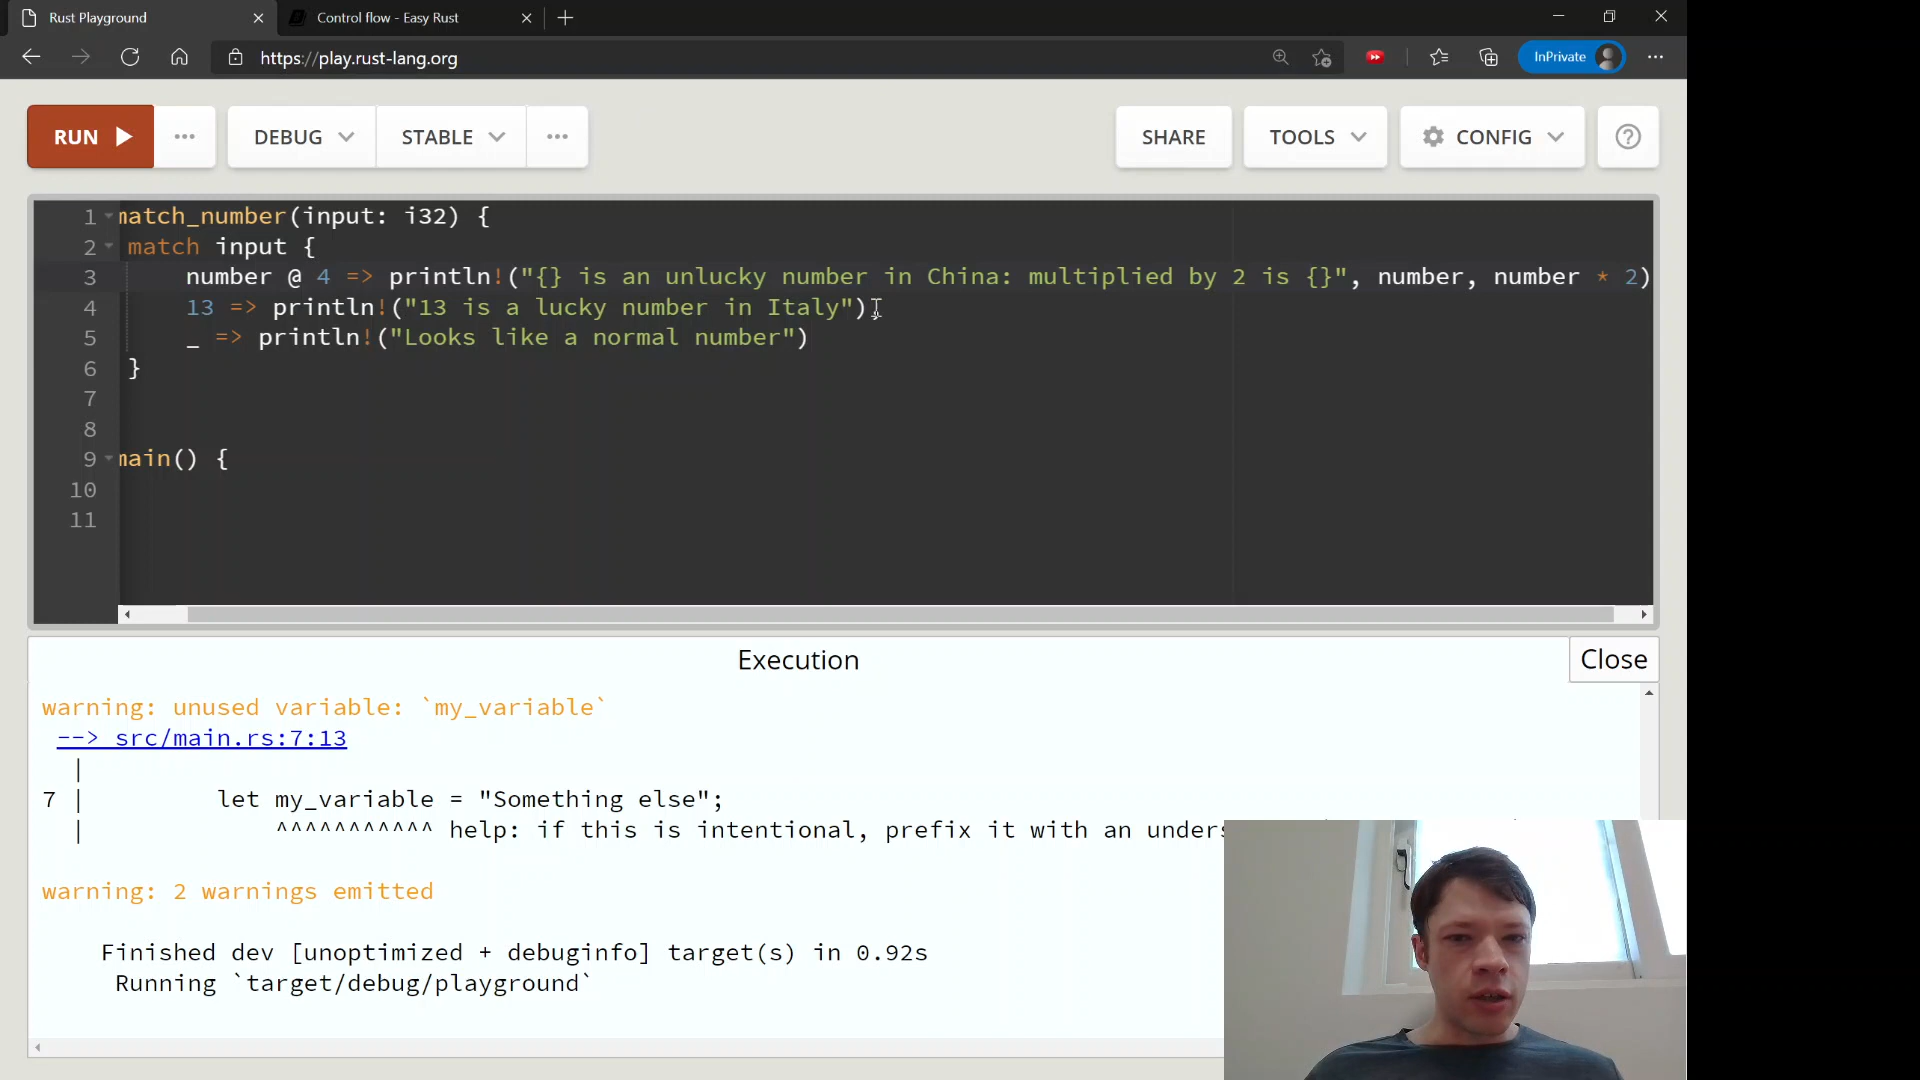 Rust Playground
Control flow - Easy Rust
https://play.rust-lang.org
InPrivate
RUN
DEBUG
STABLE
SHARE
TOOLS
CONFIG
1 match_number(input: i32) {
2 match input {
3 number @ 4 => println!("{} is an unlucky number in China: multiplied by 2 is {}", number, number * 2)
4 13 => println!("13 is a lucky number in Italy")
5 _ => println!("Looks like a normal number")
6 }
7
8
9 main() {
10
11
Execution
Close
warning: unused variable: `my_variable`
--> src/main.rs:7:13
|
7 | let my_variable = "Something else";
| ^^^^^^^^^^^ help: if this is intentional, prefix it with an unders
warning: 2 warnings emitted
Finished dev [unoptimized + debuginfo] target(s) in 0.92s
Running `target/debug/playground`